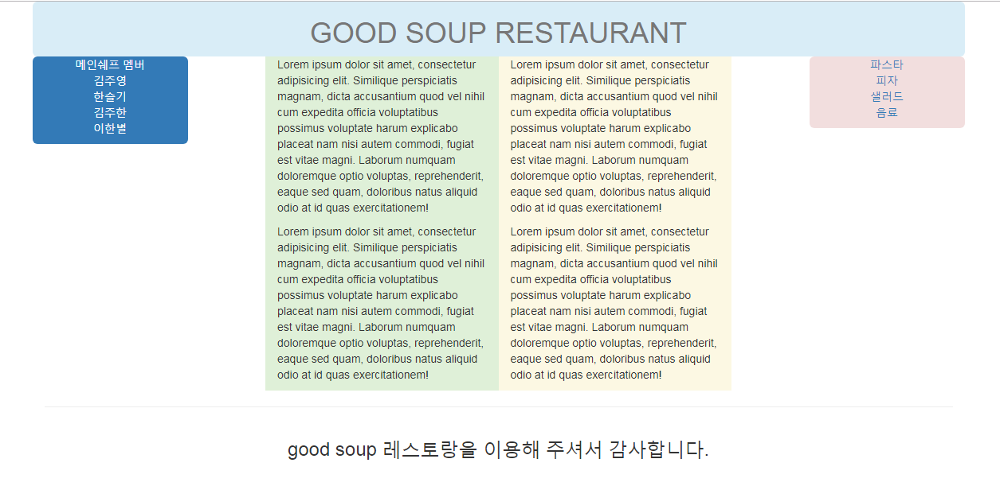 GOOD SOUP RESTAURANT
메인쉐프 멤버
김주영
한슬기
김주한
이한별
Lorem ipsum dolor sit amet, consectetur
adipisicing elit. Similique perspiciatis
magnam, dicta accusantium quod vel nihil
cum expedita officia voluptatibus
possimus voluptate harum explicabo
placeat nam nisi autem commodi, fugiat
est vitae magni. Laborum numquam
doloremque optio voluptas, reprehenderit,
eaque sed quam, doloribus natus aliquid
odio at id quas exercitationem!
Lorem ipsum dolor sit amet, consectetur
adipisicing elit. Similique perspiciatis
magnam, dicta accusantium quod vel nihil
cum expedita officia voluptatibus
possimus voluptate harum explicabo
placeat nam nisi autem commodi, fugiat
est vitae magni. Laborum numquam
doloremque optio voluptas, reprehenderit,
eaque sed quam, doloribus natus aliquid
odio at id quas exercitationem!
Lorem ipsum dolor sit amet, consectetur
adipisicing elit. Similique perspiciatis
magnam, dicta accusantium quod vel nihil
cum expedita officia voluptatibus
possimus voluptate harum explicabo
placeat nam nisi autem commodi, fugiat
est vitae magni. Laborum numquam
doloremque optio voluptas, reprehenderit,
eaque sed quam, doloribus natus aliquid
odio at id quas exercitationem!
Lorem ipsum dolor sit amet, consectetur
adipisicing elit. Similique perspiciatis
magnam, dicta accusantium quod vel nihil
cum expedita officia voluptatibus
possimus voluptate harum explicabo
placeat nam nisi autem commodi, fugiat
est vitae magni. Laborum numquam
doloremque optio voluptas, reprehenderit,
eaque sed quam, doloribus natus aliquid
odio at id quas exercitationem!
파스타
피자
샐러드
음료
good soup 레스토랑을 이용해 주셔서 감사합니다.